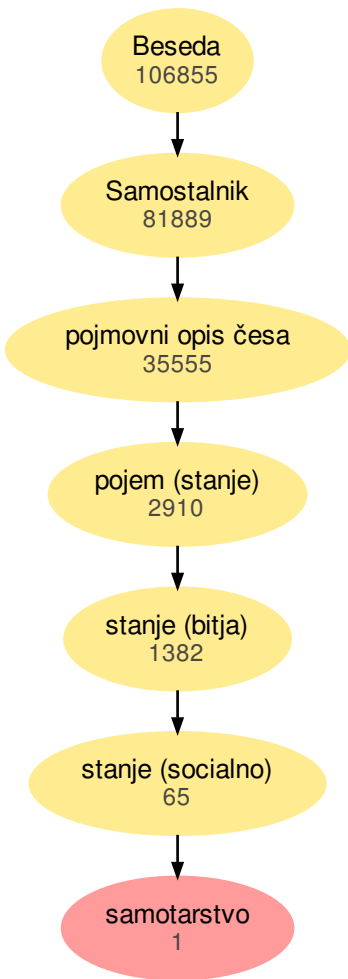 Beseda
106855
Samostalnik
81889
pojmovni opis česa
35555
pojem (stanje)
2910
stanje (bitja)
1382
stanje (socialno)
65
samotarstvo
1